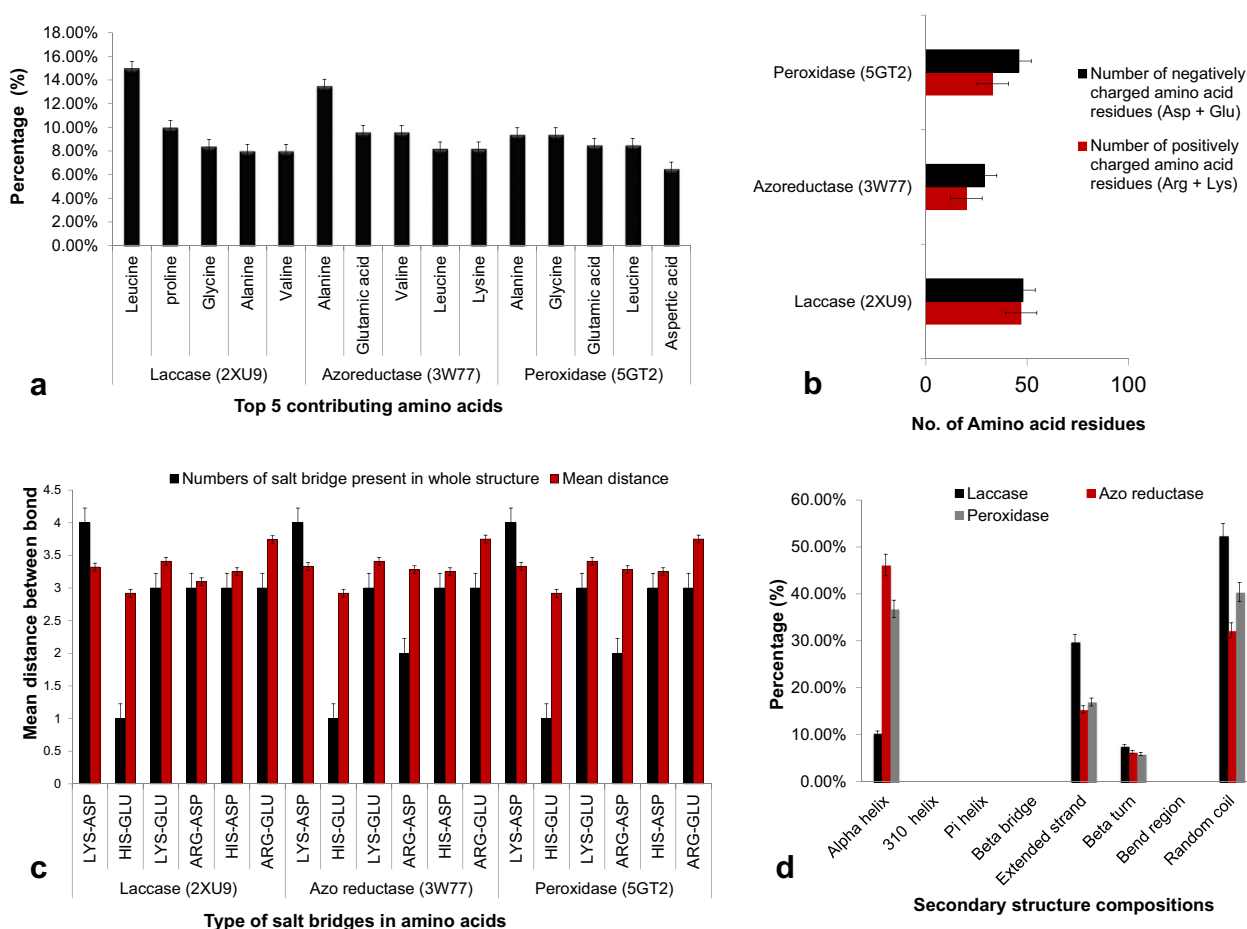 18.00%
16.00%
14.00%
12.00%
10.00%
8.00%
6.00%
4.00%
2.00%
0.00%
Percentage (%)
Leucine
proline
Glycine
Alanine
Valine
Alanine
Glutamic acid
Valine
Leucine
Lysine
Alanine
Glycine
Glutamic acid
Leucine
Aspertic acid
Laccase (2XU9)
Azoreductase (3W77)
Peroxidase (5GT2)
a
Top 5 contributing amino acids
Peroxidase (5GT2)
Azoreductase (3W77)
Laccase (2XU9)
Number of negatively
charged amino acid
residues (Asp + Glu)
Number of positively
charged amino acid
residues (Arg + Lys)
0
50
100
b
No. of Amino acid residues
Numbers of salt bridge present in whole structure
Mean distance
4.5
4
3.5
3
2.5
2
1.5
1
0.5
0
Mean distance between bond
LYS-ASP
HIS-GLU
LYS-GLU
ARG-ASP
HIS-ASP
ARG-GLU
LYS-ASP
HIS-GLU
LYS-GLU
ARG-ASP
HIS-ASP
ARG-GLU
LYS-ASP
HIS-GLU
LYS-GLU
ARG-ASP
HIS-ASP
ARG-GLU
Laccase (2XU9)
Azo reductase (3W77)
Peroxidase (5GT2)
c
Type of salt bridges in amino acids
Laccase
Azo reductase
Peroxidase
60.00%
50.00%
40.00%
30.00%
20.00%
10.00%
0.00%
Percentage (%)
Alpha helix
310 helix
Pi helix
Beta bridge
Extended strand
Beta turn
Bend region
Random coil
d
Secondary structure compositions